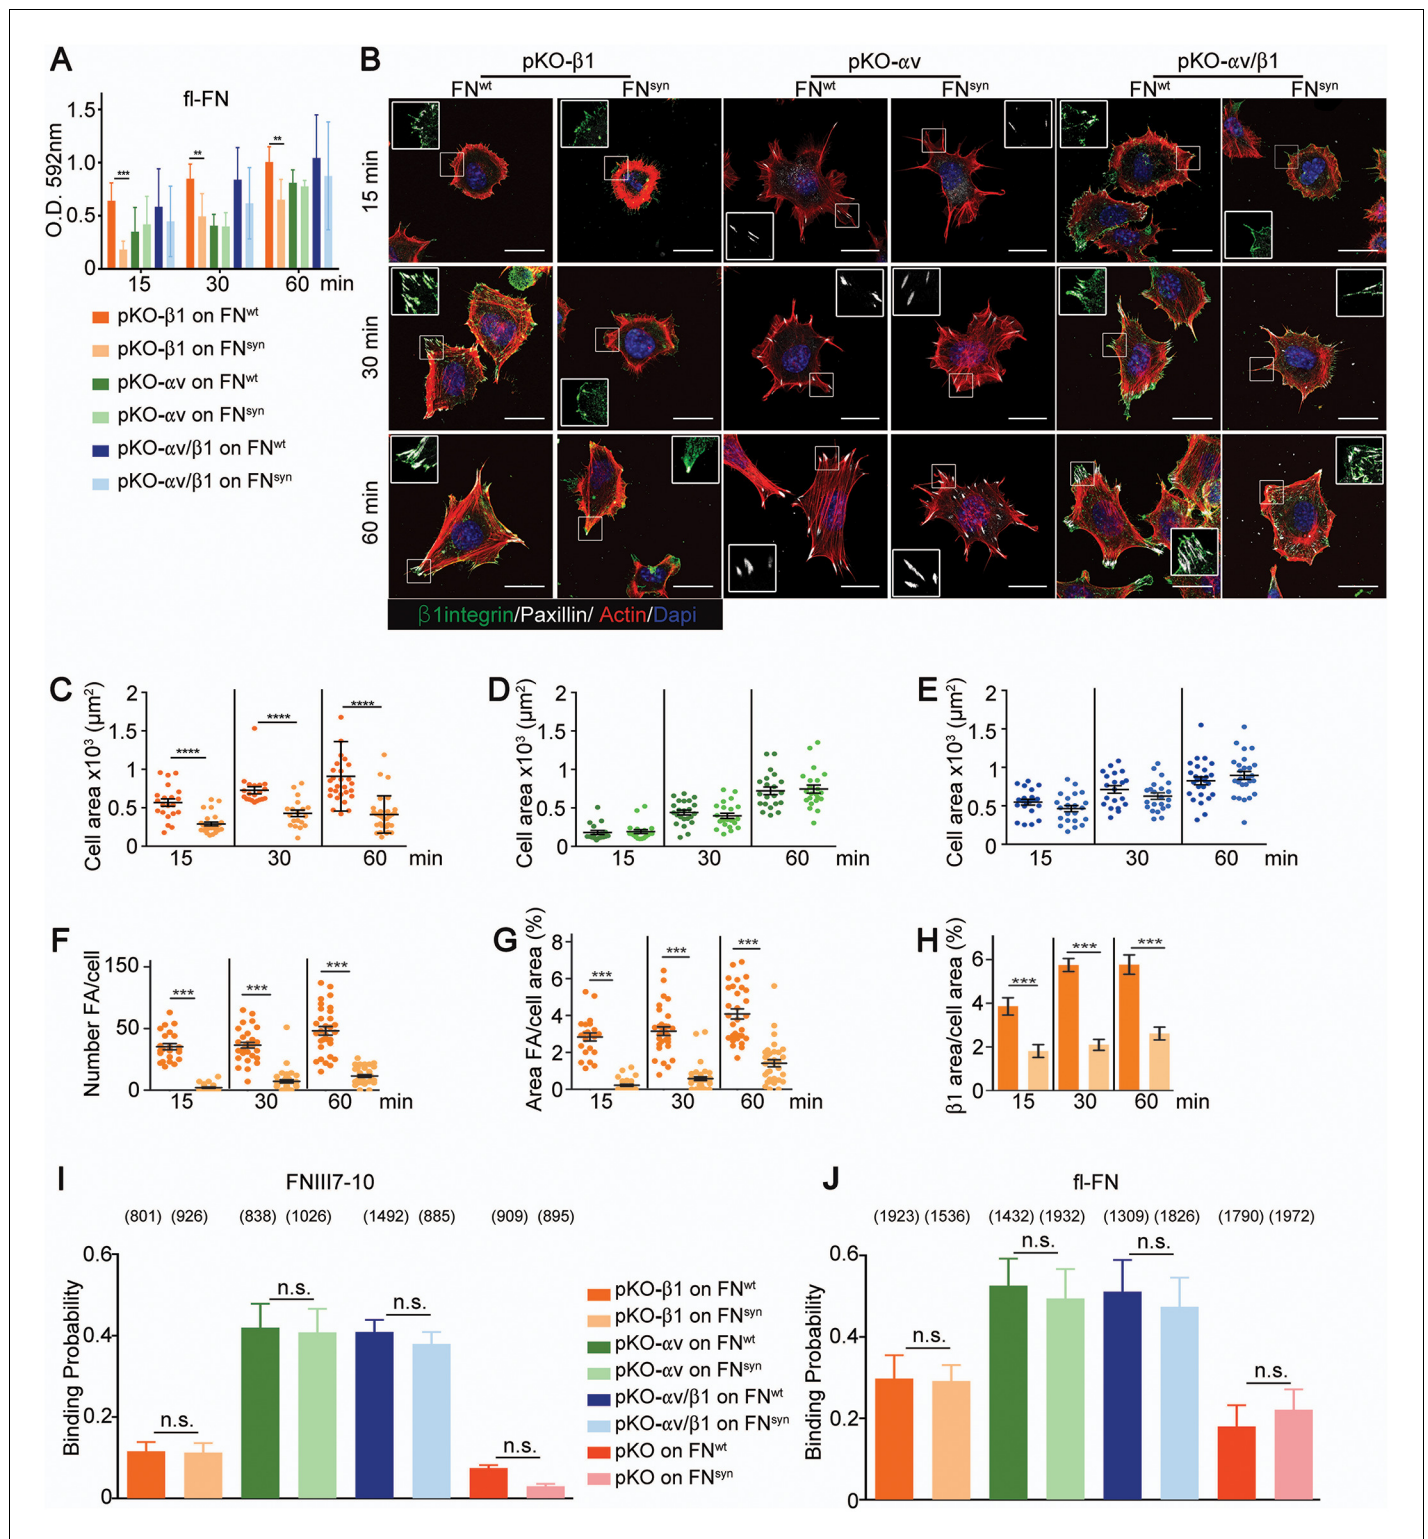 A
fl-FN
O.D. 592nm
1.5
1.0
0.5
0
***
**
**
15 30 60 min
pKO-β1 on FNwt
pKO-β1 on FNsyn
pKO-αv on FNwt
pKO-αv on FNsyn
pKO-αv/β1 on FNwt
pKO-αv/β1 on FNsyn
B
pKO-β1 pKO-αv pKO-αv/β1
FNwt FNsyn FNwt FNsyn FNwt FNsyn
15 min
30 min
60 min
β1integrin/Paxillin/ Actin/Dapi
C
Cell area x10³ (µm²)
2
1.5
1
0.5
0
**** **** ****
15 30 60 min
D
Cell area x10³ (µm²)
2
1.5
1
0.5
0
15 30 60 min
E
Cell area x10³ (µm²)
2
1.5
1
0.5
0
15 30 60 min
F
Number FA/cell
150
50
0
*** *** ***
15 30 60 min
G
Area FA/cell area (%)
8
6
4
2
0
*** *** ***
15 30 60 min
H
β1 area/cell area (%)
6
4
2
0
*** *** ***
15 30 60 min
I
FNIII7-10
(801) (926) (838) (1026) (1492) (885) (909) (895)
Binding Probability
0.6
0.4
0.2
0
n.s. n.s. n.s. n.s.
pKO-β1 on FNwt
pKO-β1 on FNsyn
pKO-αv on FNwt
pKO-αv on FNsyn
pKO-αv/β1 on FNwt
pKO-αv/β1 on FNsyn
pKO on FNwt
pKO on FNsyn
J
fl-FN
(1923) (1536) (1432) (1932) (1309) (1826) (1790) (1972)
Binding Probability
0.6
0.4
0.2
0
n.s. n.s. n.s. n.s.